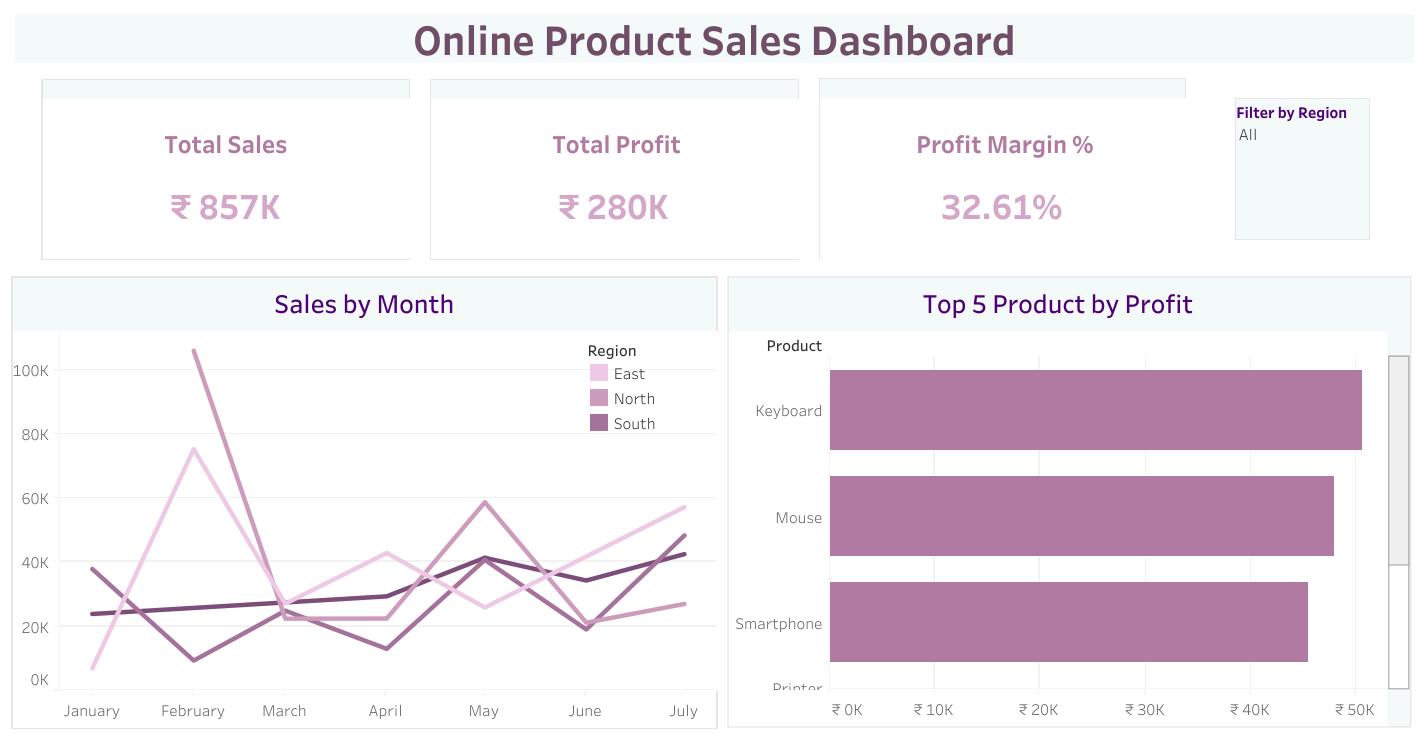 Online Product Sales Dashboard
Total Sales
₹ 857K
Total Profit
₹ 280K
Profit Margin %
32.61%
Filter by Region
All
Sales by Month
100K
80K
60K
40K
20K
0K
Region
East
North
South
January February March April May June July
Top 5 Product by Profit
Product
Keyboard
Mouse
Smartphone
Printer
₹ 0K ₹ 10K ₹ 20K ₹ 30K ₹ 40K ₹ 50K